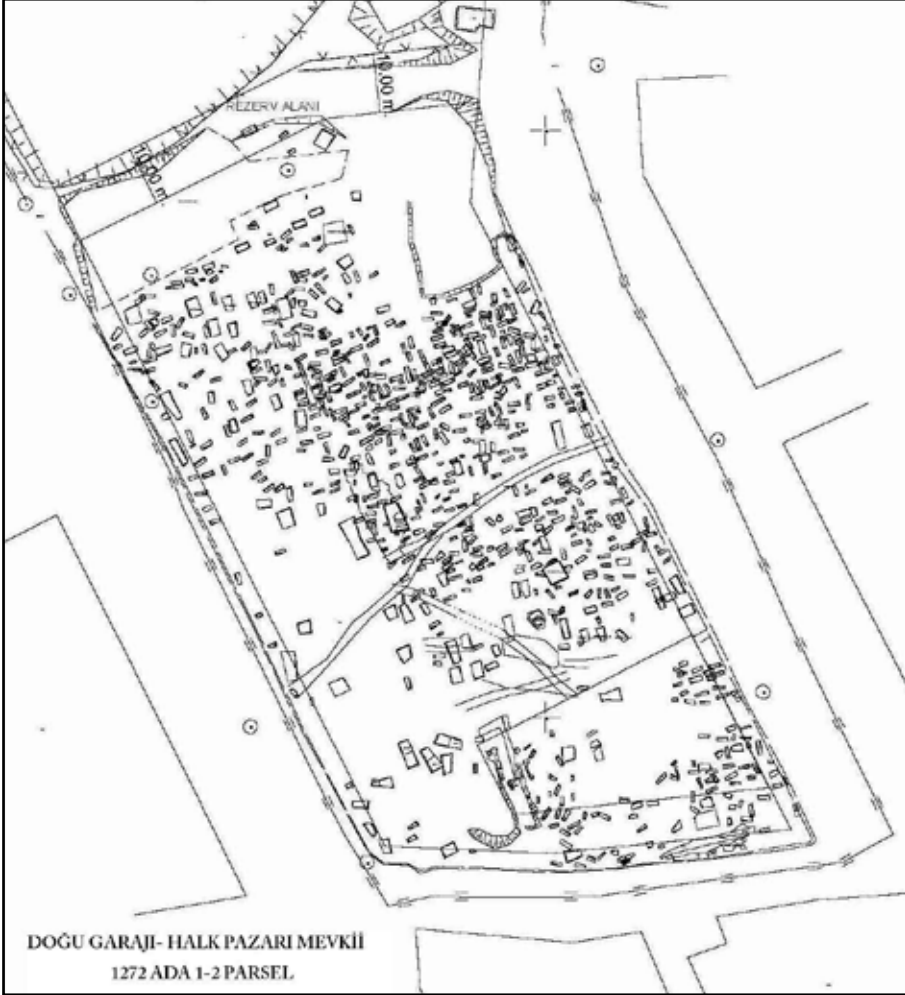 10.00 m
REZERV ALANI
10.00 m
DOĞU GARAJI- HALK PAZARI MEVKİİ
1272 ADA 1-2 PARSEL